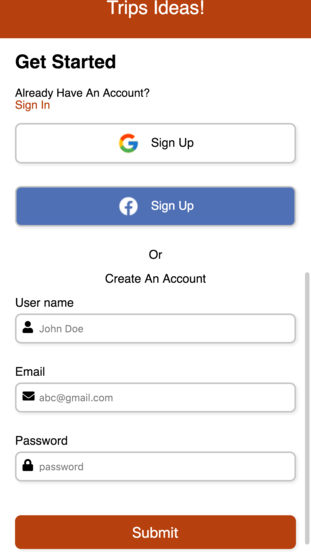 Trips Ideas!
Get Started
Already Have An Account?
Sign In
Sign Up
Sign Up
Or
Create An Account
User name
John Doe
Email
abc@gmail.com
Password
password
Submit